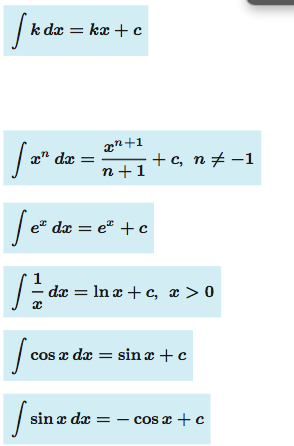 ∫ k dx = kx + c
∫ xⁿ dx = xⁿ⁺¹/(n + 1) + c, n ≠ −1
∫ eˣ dx = eˣ + c
∫ 1/x dx = ln x + c, x > 0
∫ cos x dx = sin x + c
∫ sin x dx = − cos x + c